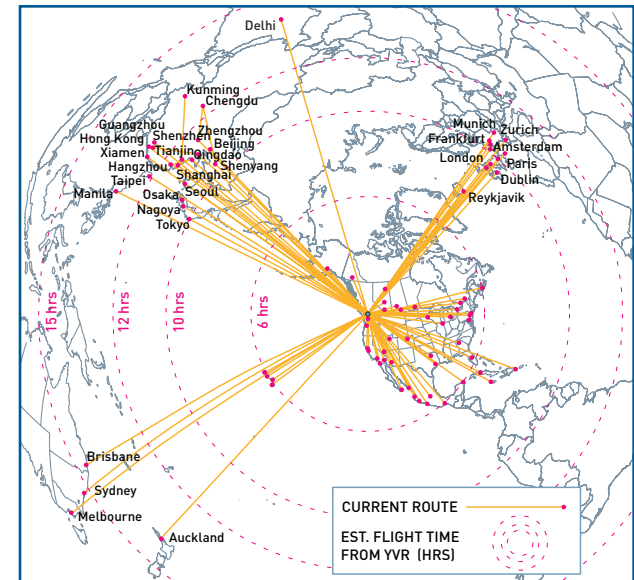 Delhi
Kunming
Chengdu
Guangzhou
Hong Kong
Shenzhen
Zhengzhou
Xiamen
Tianjin
Beijing
Qingdao
Hangzhou
Shenyang
Taipei
Shanghai
Manila
Seoul
Osaka
Nagoya
Tokyo
Munich
Zurich
Frankfurt
Amsterdam
London
Paris
Dublin
Reykjavik
15 hrs
12 hrs
10 hrs
6 hrs
Brisbane
Sydney
Melbourne
Auckland
CURRENT ROUTE
EST. FLIGHT TIME
FROM YVR (HRS)